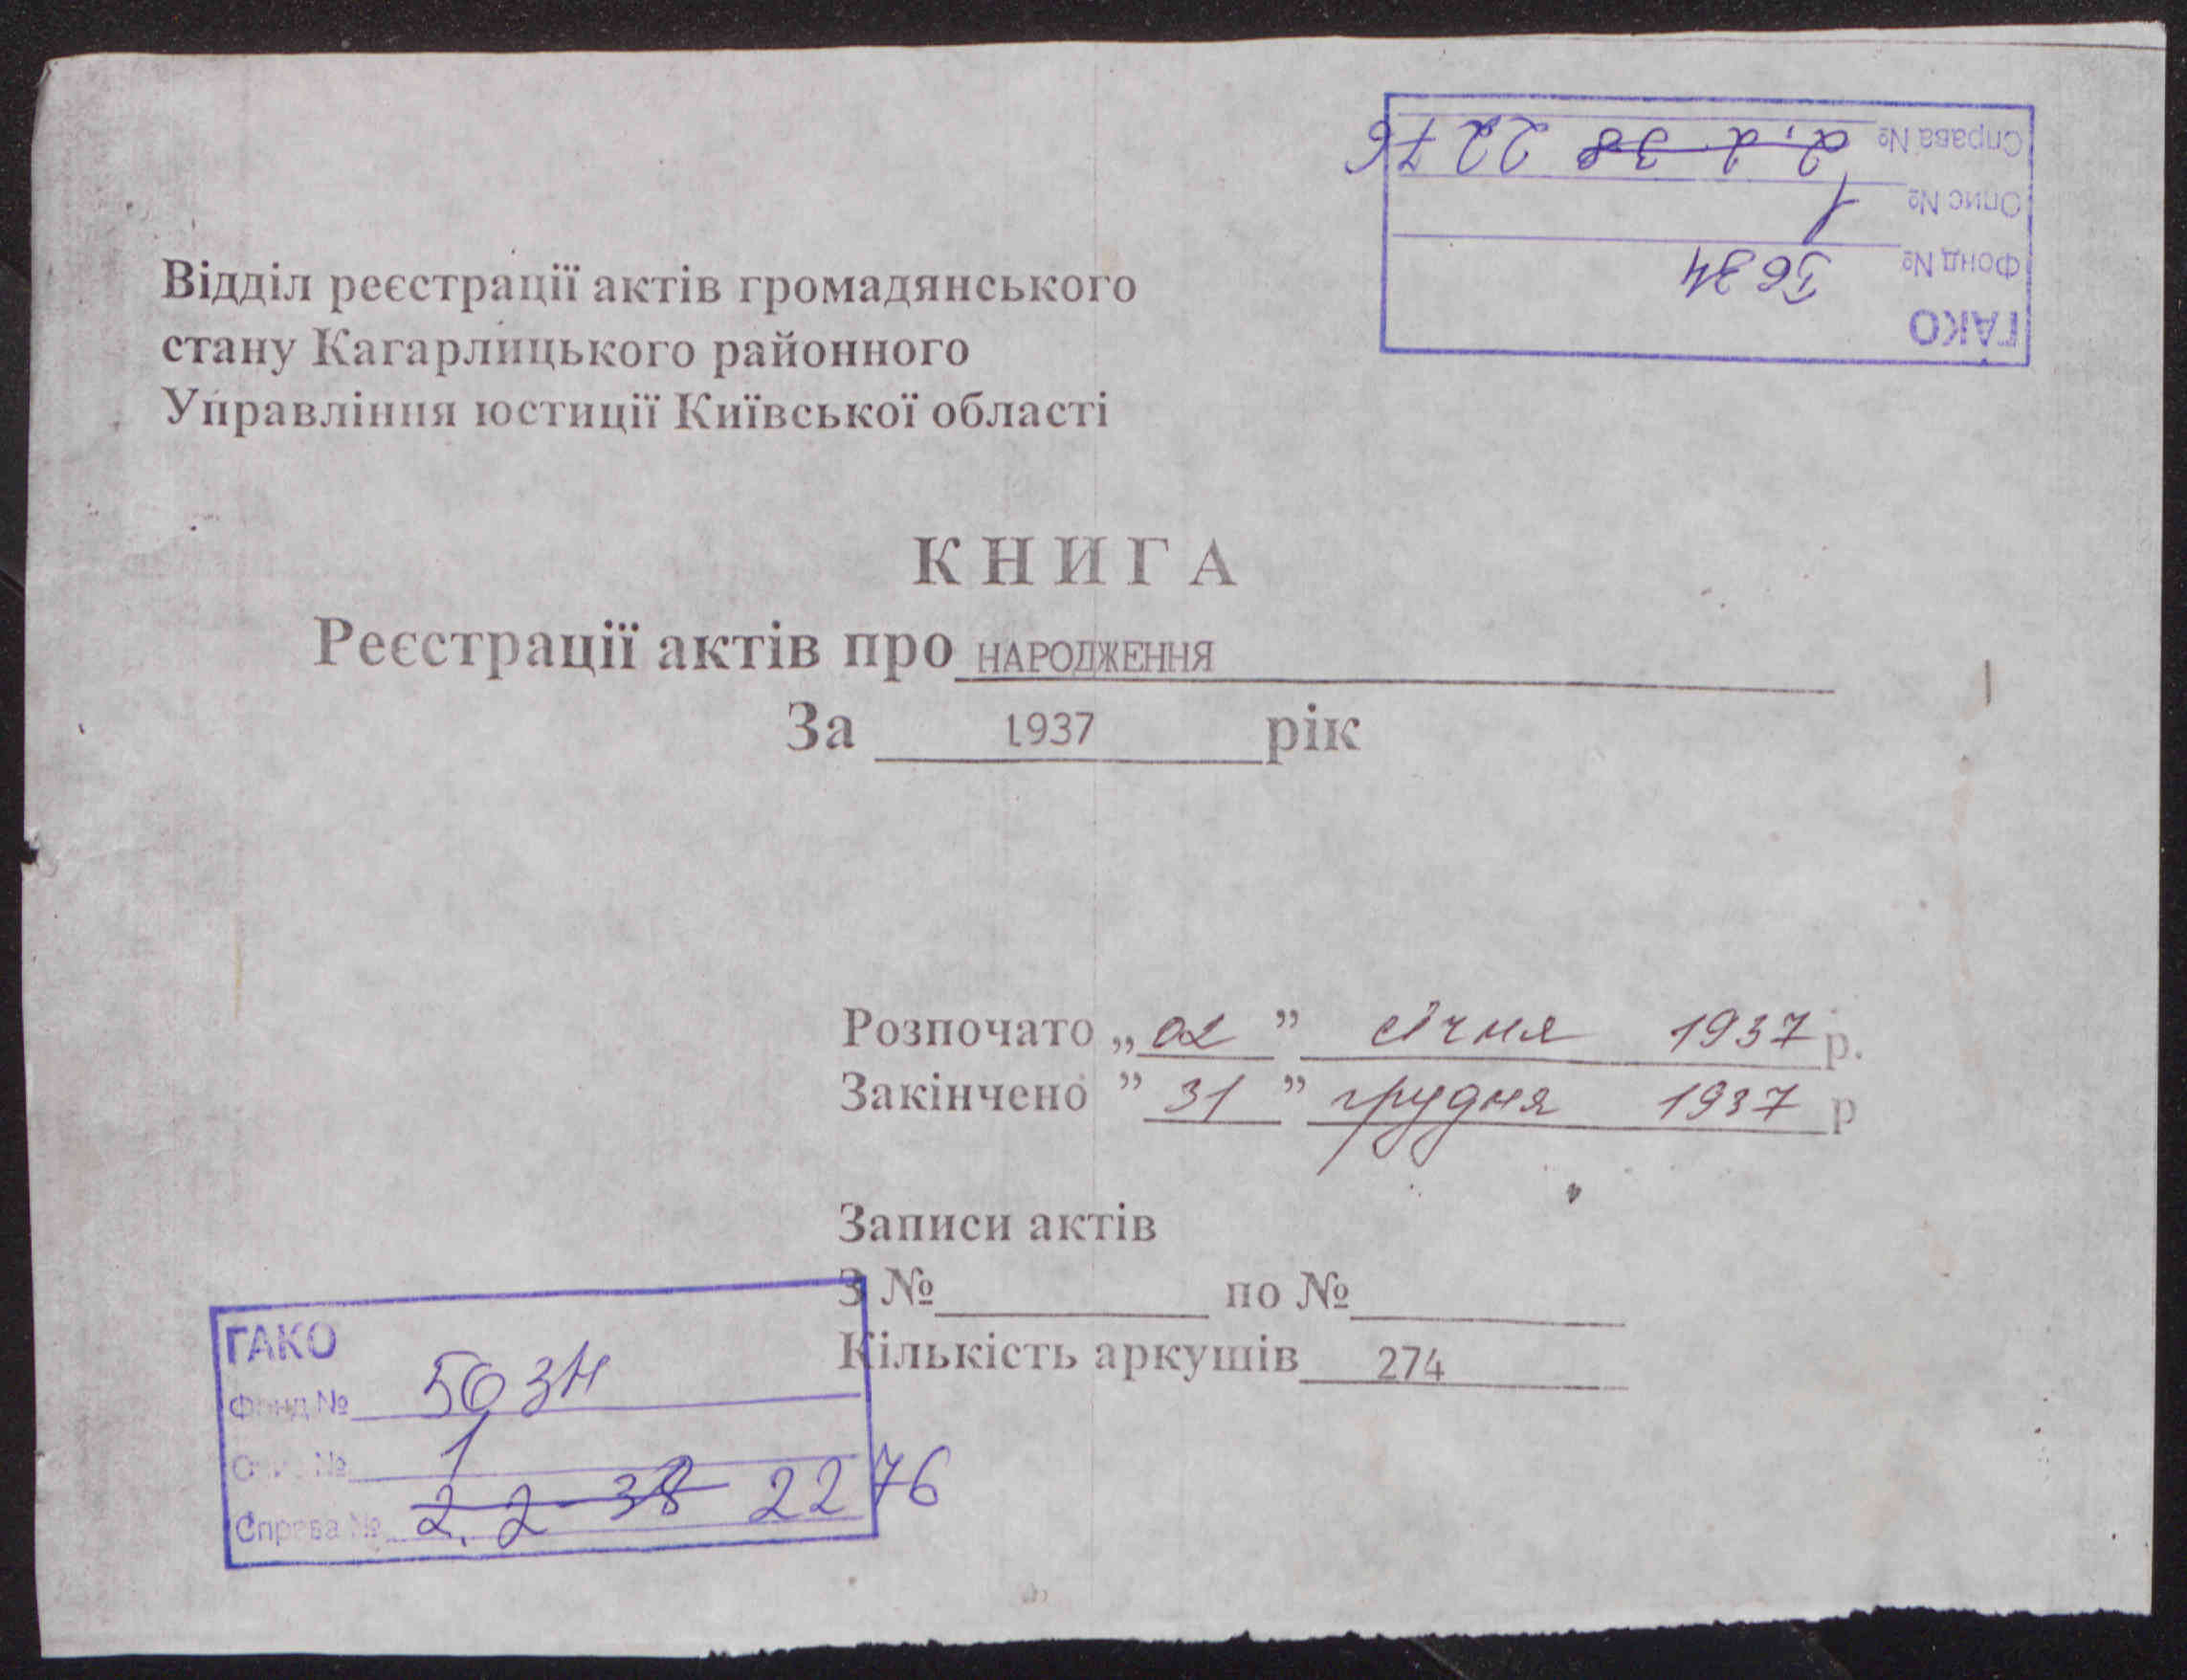 ГАКО
Фонд № 5634
Опис № 1
Справа № 2.2-38 2276
Відділ реєстрації актів громадянського
стану Кагарлицького районного
Управління юстиції Київської області
КНИГА
Реєстрації актів про НАРОДЖЕННЯ
За 1937 рік
Розпочато „02” січня 1937 р.
Закінчено ”31” грудня 1937 р
Записи актів
З № по №
Кількість аркушів 274
ГАКО
Фонд № 5634
Опис № 1
Справа № 2.2-38 2276